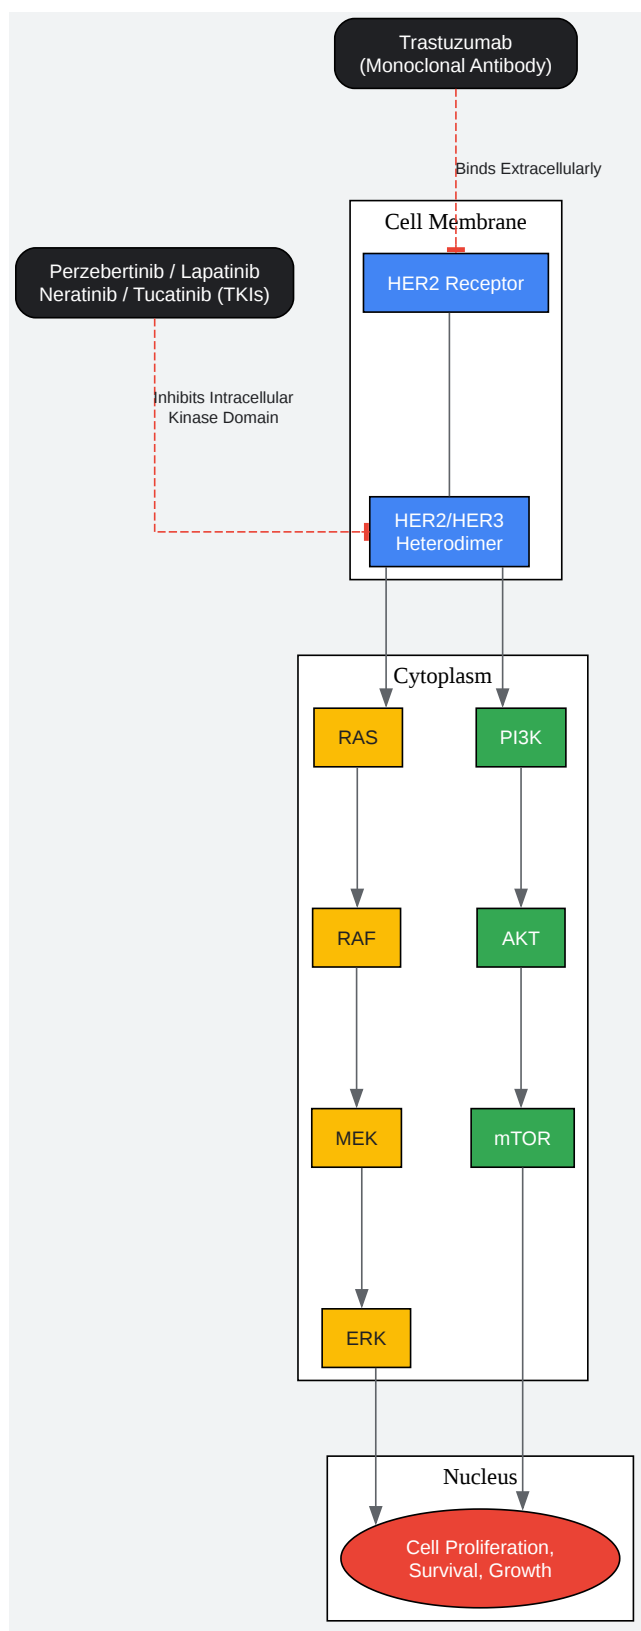 Trastuzumab
(Monoclonal Antibody)
Binds Extracellularly
Cell Membrane
HER2 Receptor
Perzebertinib / Lapatinib
Neratinib / Tucatinib (TKIs)
Inhibits Intracellular
Kinase Domain
HER2/HER3
Heterodimer
Cytoplasm
RAS
PI3K
RAF
AKT
MEK
mTOR
ERK
Nucleus
Cell Proliferation,
Survival, Growth